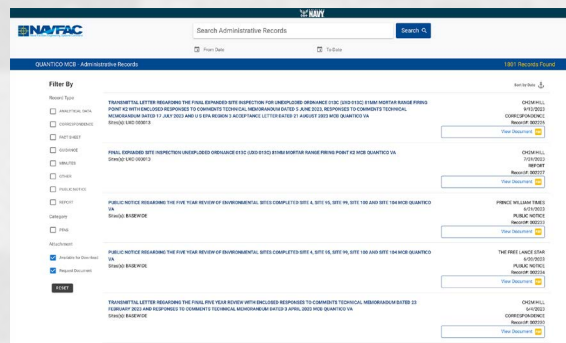 NAVY
NAVFAC
Search Administrative Records
Search
From Date
To Date
QUANTICO MCB - Administrative Records
1881 Records Found
Filter By
Sort by Date
Record Type
ANALYTICAL DATA
CORRESPONDENCE
FACT SHEET
GUIDANCE
MINUTES
OTHER
PUBLIC NOTICE
REPORT
Category
PFAS
Attachment
Available for Download
Request Document
RESET
TRANSMITTAL LETTER REGARDING THE FINAL EXPANDED SITE INSPECTION FOR UNEXPLODED ORDNANCE 013C (UXO 013C) 81MM MORTAR RANGE FIRING
POINT K2 WITH ENCLOSED RESPONSES TO COMMENTS TECHNICAL MEMORANDUM DATED 5 JUNE 2023, RESPONSES TO COMMENTS TECHNICAL
MEMORANDUM DATED 17 JULY 2023 AND U S EPA REGION 3 ACCEPTANCE LETTER DATED 01 AUGUST 2023 MCB QUANTICO VA
Sites(s): UXO 000013
CH2M HILL
CORRESPONDENCE
View Document
FINAL EXPANDED SITE INSPECTION UNEXPLODED ORDNANCE 013C (UXO 013C) 81MM MORTAR RANGE FIRING POINT K2 MCB QUANTICO VA
Sites(s): UXO 000013
CH2M HILL
REPORT
View Document
PUBLIC NOTICE REGARDING THE FIVE YEAR REVIEW OF ENVIRONMENTAL SITES COMPLETED SITE 4, SITE 95, SITE 99, SITE 100 AND SITE 104 MCB QUANTICO
VA
Sites(s): BASEWIDE
PRINCE WILLIAM TIMES
PUBLIC NOTICE
View Document
PUBLIC NOTICE REGARDING THE FIVE YEAR REVIEW OF ENVIRONMENTAL SITES COMPLETED SITE 4, SITE 95, SITE 99, SITE 100 AND SITE 104 MCB QUANTICO
VA
Sites(s): BASEWIDE
THE FREE LANCE STAR
PUBLIC NOTICE
View Document
TRANSMITTAL LETTER REGARDING THE FINAL FIVE YEAR REVIEW WITH ENCLOSED RESPONSES TO COMMENTS TECHNICAL MEMORANDUM DATED 23
FEBRUARY 2023 AND RESPONSES TO COMMENTS TECHNICAL MEMORANDUM DATED 5 APRIL 2023 MCB QUANTICO VA
Sites(s): BASEWIDE
CH2M HILL
CORRESPONDENCE
View Document